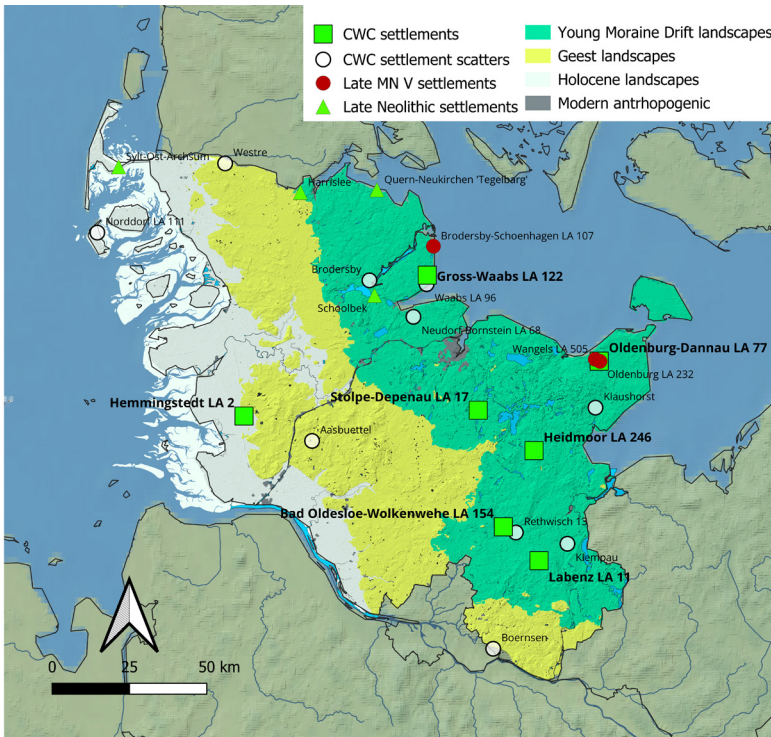 CWC settlements
CWC settlement scatters
Late MN V settlements
Late Neolithic settlements
Young Moraine Drift landscapes
Geest landscapes
Holocene landscapes
Modern antrhopogenic
Sylt-Ost-Archsum
Westre
Harrislee
Quern-Neukirchen 'Tegelbarg'
Norddorf LA 111
Brodersby-Schoenhagen LA 107
Brodersby
Gross-Waabs LA 122
Waabs LA 96
Schoolbek
Neudorf-Bornstein LA 68
Wangels LA 505
Oldenburg-Dannau LA 77
Oldenburg LA 232
Hemmingstedt LA 2
Stolpe-Depenau LA 17
Klaushorst
Aasbuettel
Heidmoor LA 246
Bad Oldesloe-Wolkenwehe LA 154
Rethwisch 13
Klempau
Labenz LA 11
Boernsen
0 25 50 km